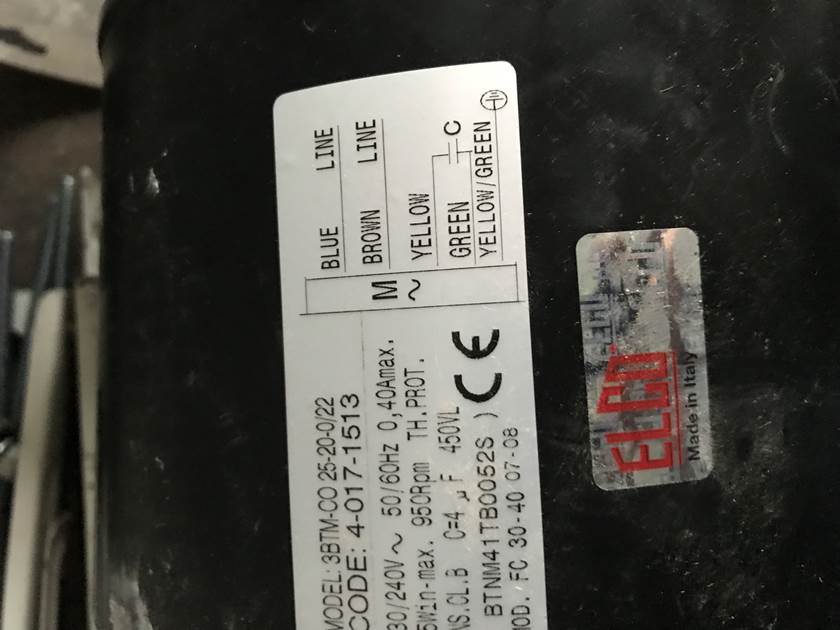 MODEL: 3BTM-CO 25-20-0/22
CODE: 4-017-1513
30/240V ~ 50/60Hz 0,40Amax.
5Win-max. 950Rpm TH.PROT.
NS.CL.B C=4 µF 450VL
BTNM41TB0052S ) CE
MOD. FC 30-40 07-08
M
~
BLUE LINE
BROWN LINE
YELLOW
GREEN C
YELLOW/GREEN
ELCO
Made in Italy